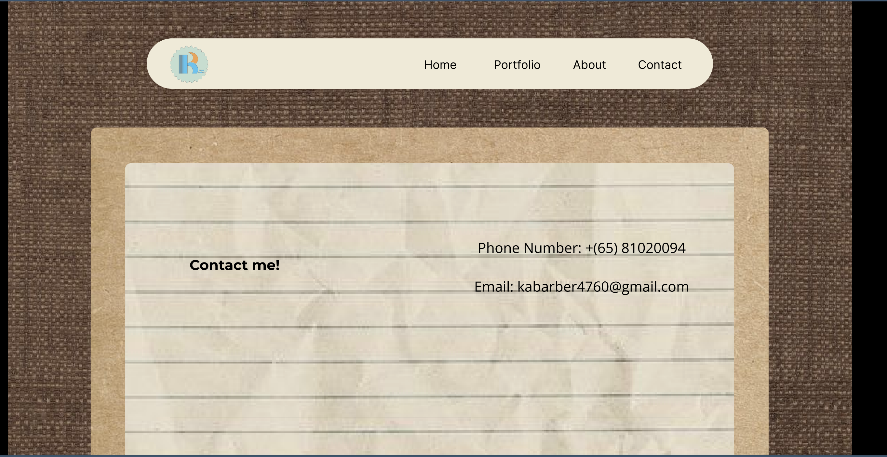 R
Home Portfolio About Contact
Contact me!
Phone Number: +(65) 81020094
Email: kabarber4760@gmail.com